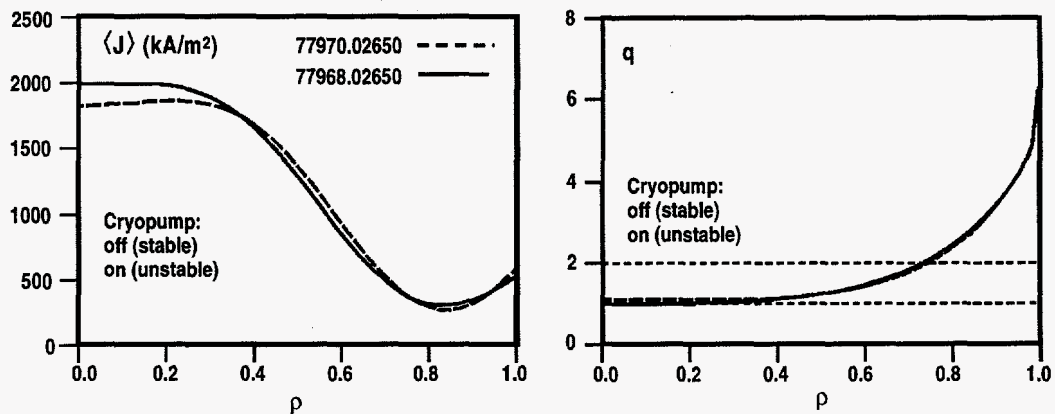 2500
2000
1500
1000
500
0
⟨J⟩ (kA/m²)
77970.02650
77968.02650
Cryopump:
off (stable)
on (unstable)
0.0 0.2 0.4 0.6 0.8 1.0
ρ
8
6
4
2
0
q
Cryopump:
off (stable)
on (unstable)
0.0 0.2 0.4 0.6 0.8 1.0
ρ